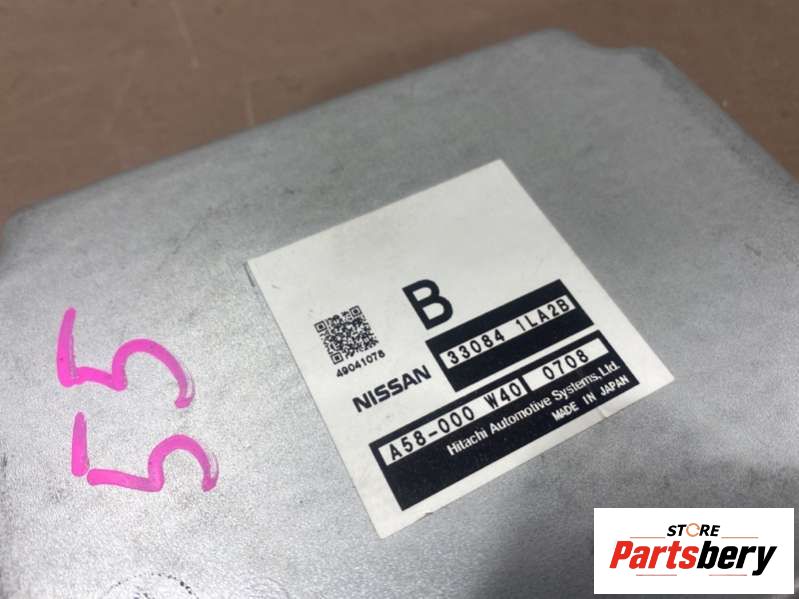 55
B
49041078
NISSAN
33084 1LA2B
A58-000 W40 0708
Hitachi Automotive Systems, Ltd.
MADE IN JAPAN
STORE
Partsbery